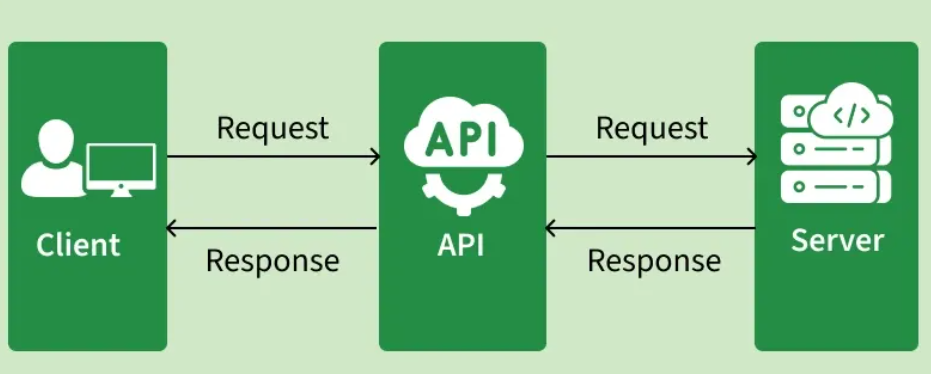 Request
Request
API
</>
Client
API
Server
Response
Response